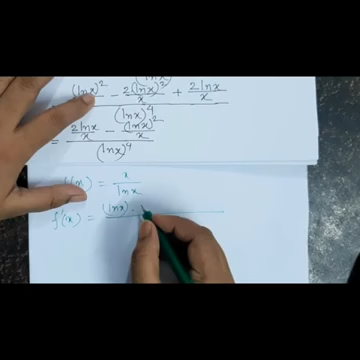 (lnx)² - 2(lnx)²/x + 2lnx/x
(lnx)⁴
= (2lnx/x - (lnx)²/x) / (lnx)⁴
(x) = x/lnx
f'(x) = (lnx) ·